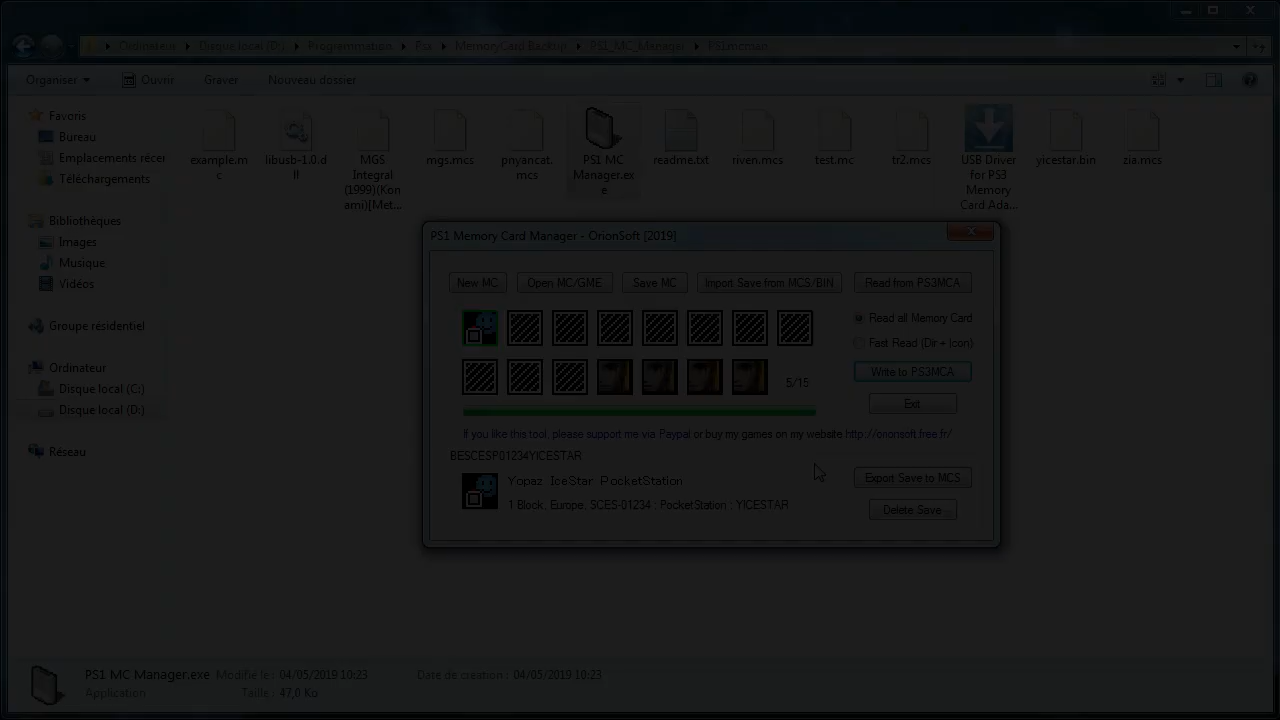 Ordinateur Disque local (D:) Programmation Psx MemoryCard Backup PS1_MC_Manager PS1mcman
Organiser Ouvrir Graver Nouveau dossier
Favoris
Bureau
Emplacements récer
Téléchargements
Bibliothèques
Images
Musique
Vidéos
Groupe résidentiel
Ordinateur
Disque local (C:)
Disque local (D:)
Réseau
example.m
c
libusb-1.0.d
ll
MGS
Integral
(1999)(Kon
ami)[Met...
mgs.mcs
pnyancat.
mcs
PS1 MC
Manager.ex
e
readme.txt
riven.mcs
test.mc
tr2.mcs
USB Driver
for PS3
Memory
Card Ada...
yicestar.bin
zia.mcs
PS1 Memory Card Manager - OrionSoft [2019]
New MC Open MC/GME Save MC Import Save from MCS/BIN Read from PS3MCA
Read all Memory Card
Fast Read (Dir + Icon)
Write to PS3MCA
5/15
Exit
If you like this tool, please support me via Paypal or buy my games on my website http://orionsoft.free.fr/
BESCESP01234YICESTAR
Yopaz IceStar PocketStation
1 Block, Europe, SCES-01234 : PocketStation : YICESTAR
Export Save to MCS
Delete Save
PS1 MC Manager.exe Modifié le : 04/05/2019 10:23 Date de création : 04/05/2019 10:23
Application Taille : 47,0 Ko